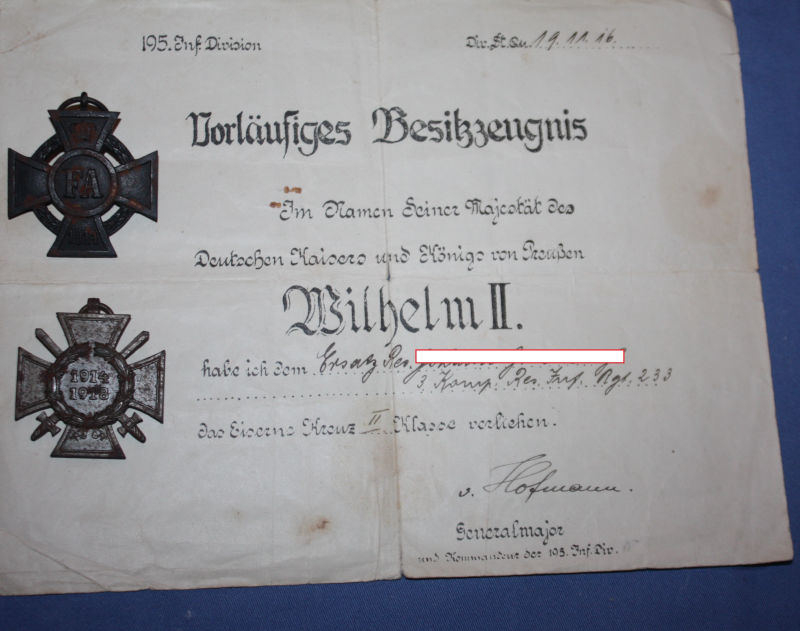 195. Inf. Division
Div. St. Qu. 19.11.16.
Vorläufiges Besitzzeugnis
Im Namen Seiner Majestät des
Deutschen Kaisers und Königs von Preußen
Wilhelm II.
habe ich dem Ersatz Res.
3. Komp. Res. Inf. Rgt. 233
das Eiserne Kreuz II Klasse verliehen.
v. Hofmann.
Generalmajor
und Kommandeur der 195. Inf. Div.
FA
1914
1918